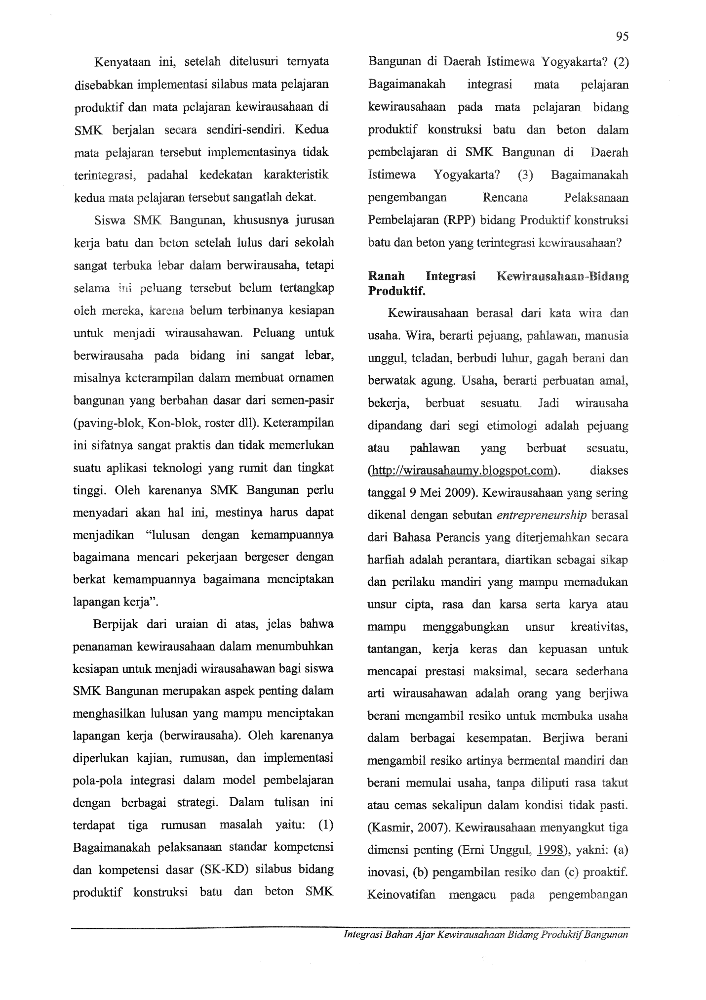 95
Kenyataan ini, setelah ditelusuri ternyata
disebabkan implementasi silabus mata pelajaran
produktif dan mata pelajaran kewirausahaan di
SMK berjalan secara sendiri-sendiri. Kedua
mata pelajaran tersebut implementasinya tidak
terintegrasi, padahal kedekatan karakteristik
kedua mata pelajaran tersebut sangatlah dekat.
Siswa SMK Bangunan, khususnya jurusan
kerja batu dan beton setelah lulus dari sekolah
sangat terbuka lebar dalam berwirausaha, tetapi
selama ini peluang tersebut belum tertangkap
oleh mereka, karena belum terbinanya kesiapan
untuk menjadi wirausahawan. Peluang untuk
berwirausaha pada bidang ini sangat lebar,
misalnya keterampilan dalam membuat ornamen
bangunan yang berbahan dasar dari semen-pasir
(paving-blok, Kon-blok, roster dll). Keterampilan
ini sifatnya sangat praktis dan tidak memerlukan
suatu aplikasi teknologi yang rumit dan tingkat
tinggi. Oleh karenanya SMK Bangunan perlu
menyadari akan hal ini, mestinya harus dapat
menjadikan “lulusan dengan kemampuannya
bagaimana mencari pekerjaan bergeser dengan
berkat kemampuannya bagaimana menciptakan
lapangan kerja”.
Berpijak dari uraian di atas, jelas bahwa
penanaman kewirausahaan dalam menumbuhkan
kesiapan untuk menjadi wirausahawan bagi siswa
SMK Bangunan merupakan aspek penting dalam
menghasilkan lulusan yang mampu menciptakan
lapangan kerja (berwirausaha). Oleh karenanya
diperlukan kajian, rumusan, dan implementasi
pola-pola integrasi dalam model pembelajaran
dengan berbagai strategi. Dalam tulisan ini
terdapat tiga rumusan masalah yaitu: (1)
Bagaimanakah pelaksanaan standar kompetensi
dan kompetensi dasar (SK-KD) silabus bidang
produktif konstruksi batu dan beton SMK
Bangunan di Daerah Istimewa Yogyakarta? (2)
Bagaimanakah integrasi mata pelajaran
kewirausahaan pada mata pelajaran bidang
produktif konstruksi batu dan beton dalam
pembelajaran di SMK Bangunan di Daerah
Istimewa Yogyakarta? (3) Bagaimanakah
pengembangan Rencana Pelaksanaan
Pembelajaran (RPP) bidang Produktif konstruksi
batu dan beton yang terintegrasi kewirausahaan?
Ranah Integrasi Kewirausahaan-Bidang
Produktif.
Kewirausahaan berasal dari kata wira dan
usaha. Wira, berarti pejuang, pahlawan, manusia
unggul, teladan, berbudi luhur, gagah berani dan
berwatak agung. Usaha, berarti perbuatan amal,
bekerja, berbuat sesuatu. Jadi wirausaha
dipandang dari segi etimologi adalah pejuang
atau pahlawan yang berbuat sesuatu,
(http://wirausahaumy.blogspot.com). diakses
tanggal 9 Mei 2009). Kewirausahaan yang sering
dikenal dengan sebutan entrepreneurship berasal
dari Bahasa Perancis yang diterjemahkan secara
harfiah adalah perantara, diartikan sebagai sikap
dan perilaku mandiri yang mampu memadukan
unsur cipta, rasa dan karsa serta karya atau
mampu menggabungkan unsur kreativitas,
tantangan, kerja keras dan kepuasan untuk
mencapai prestasi maksimal, secara sederhana
arti wirausahawan adalah orang yang berjiwa
berani mengambil resiko untuk membuka usaha
dalam berbagai kesempatan. Berjiwa berani
mengambil resiko artinya bermental mandiri dan
berani memulai usaha, tanpa diliputi rasa takut
atau cemas sekalipun dalam kondisi tidak pasti.
(Kasmir, 2007). Kewirausahaan menyangkut tiga
dimensi penting (Erni Unggul, 1998), yakni: (a)
inovasi, (b) pengambilan resiko dan (c) proaktif.
Keinovatifan mengacu pada pengembangan
Integrasi Bahan Ajar Kewirausahaan Bidang Produktif Bangunan